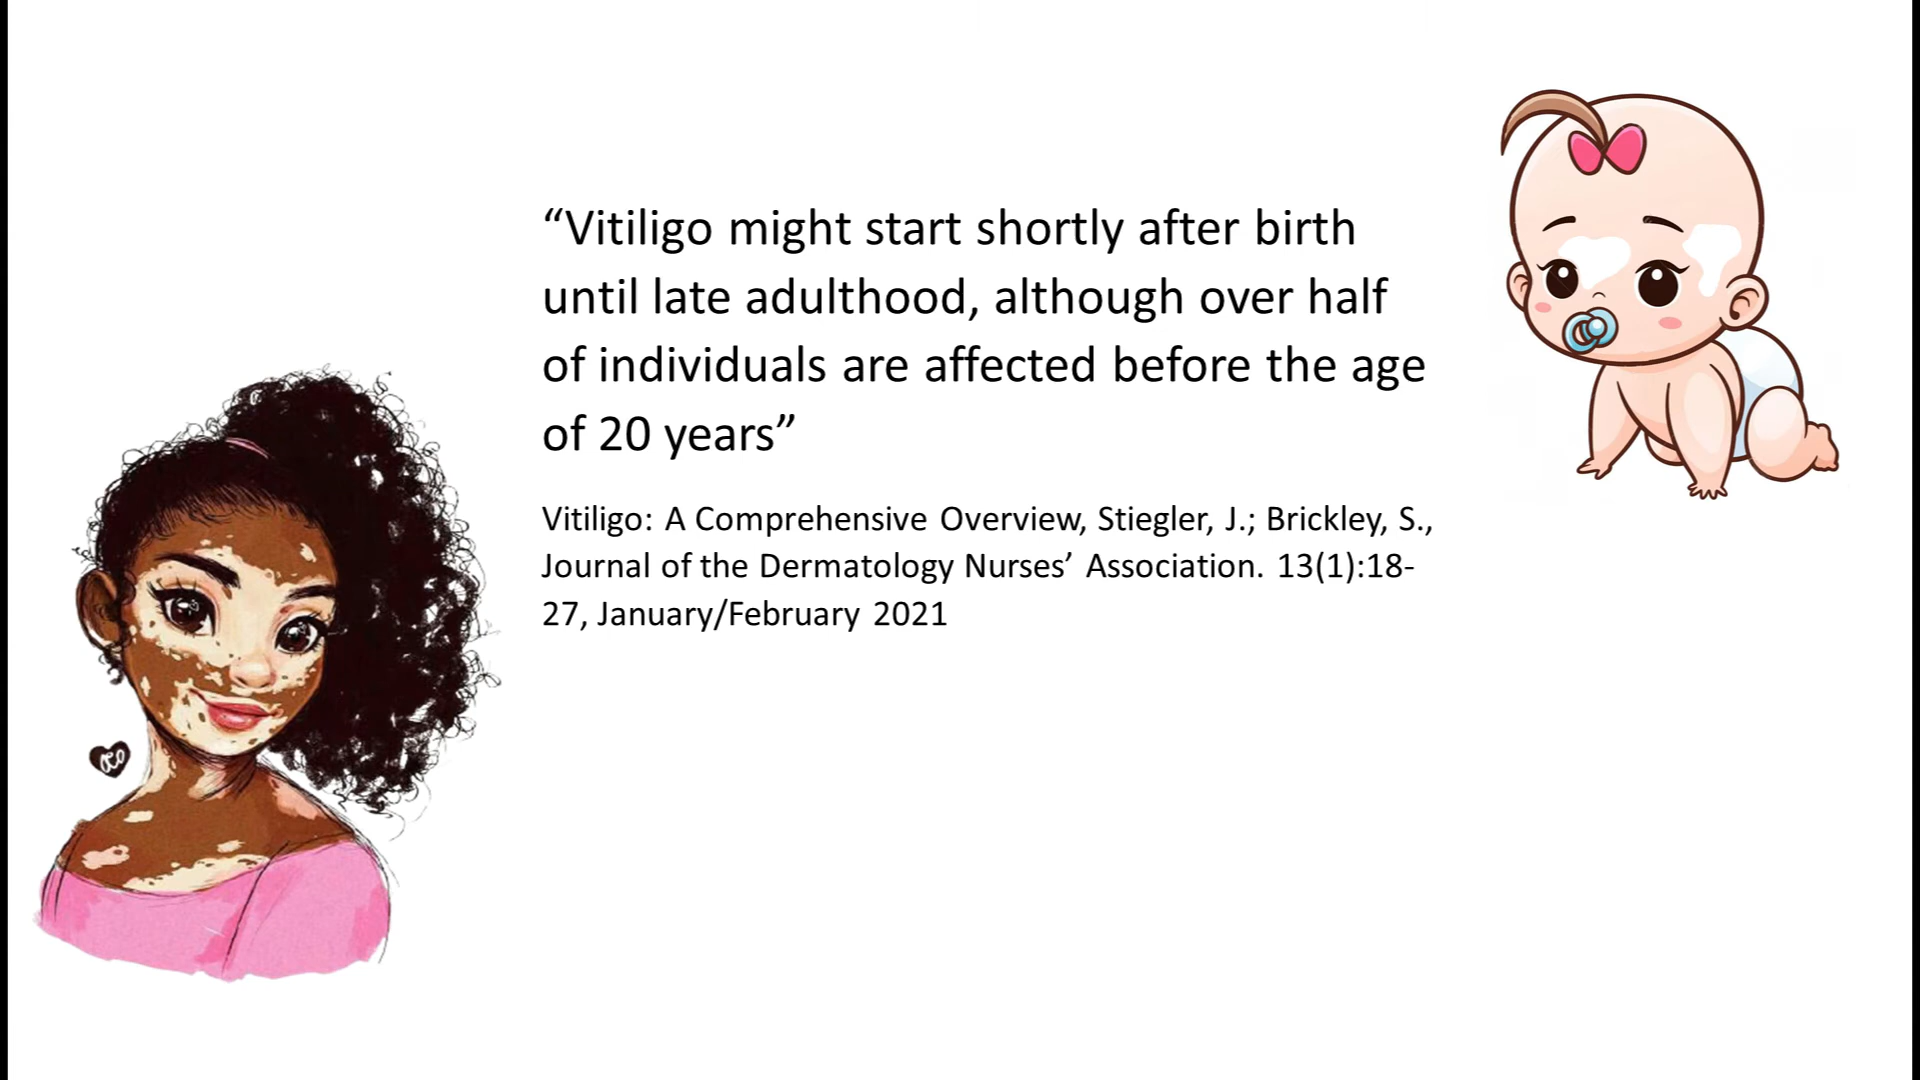 “Vitiligo might start shortly after birth
until late adulthood, although over half
of individuals are affected before the age
of 20 years”
Vitiligo: A Comprehensive Overview, Stiegler, J.; Brickley, S.,
Journal of the Dermatology Nurses’ Association. 13(1):18-
27, January/February 2021